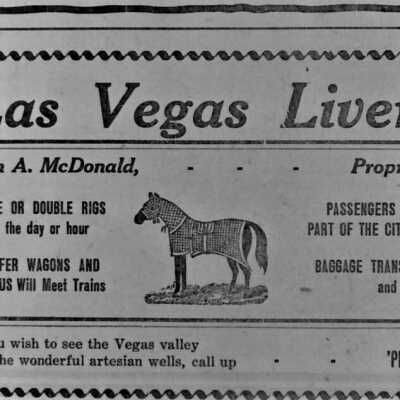 Las Vegas Liver
n A. McDonald, - - - Propr
E OR DOUBLE RIGS
the day or hour
FER WAGONS AND
US Will Meet Trains
PASSENGERS
PART OF THE CIT
BAGGAGE TRANS
and
u wish to see the Vegas valley
he wonderful artesian wells, call up - - 'P